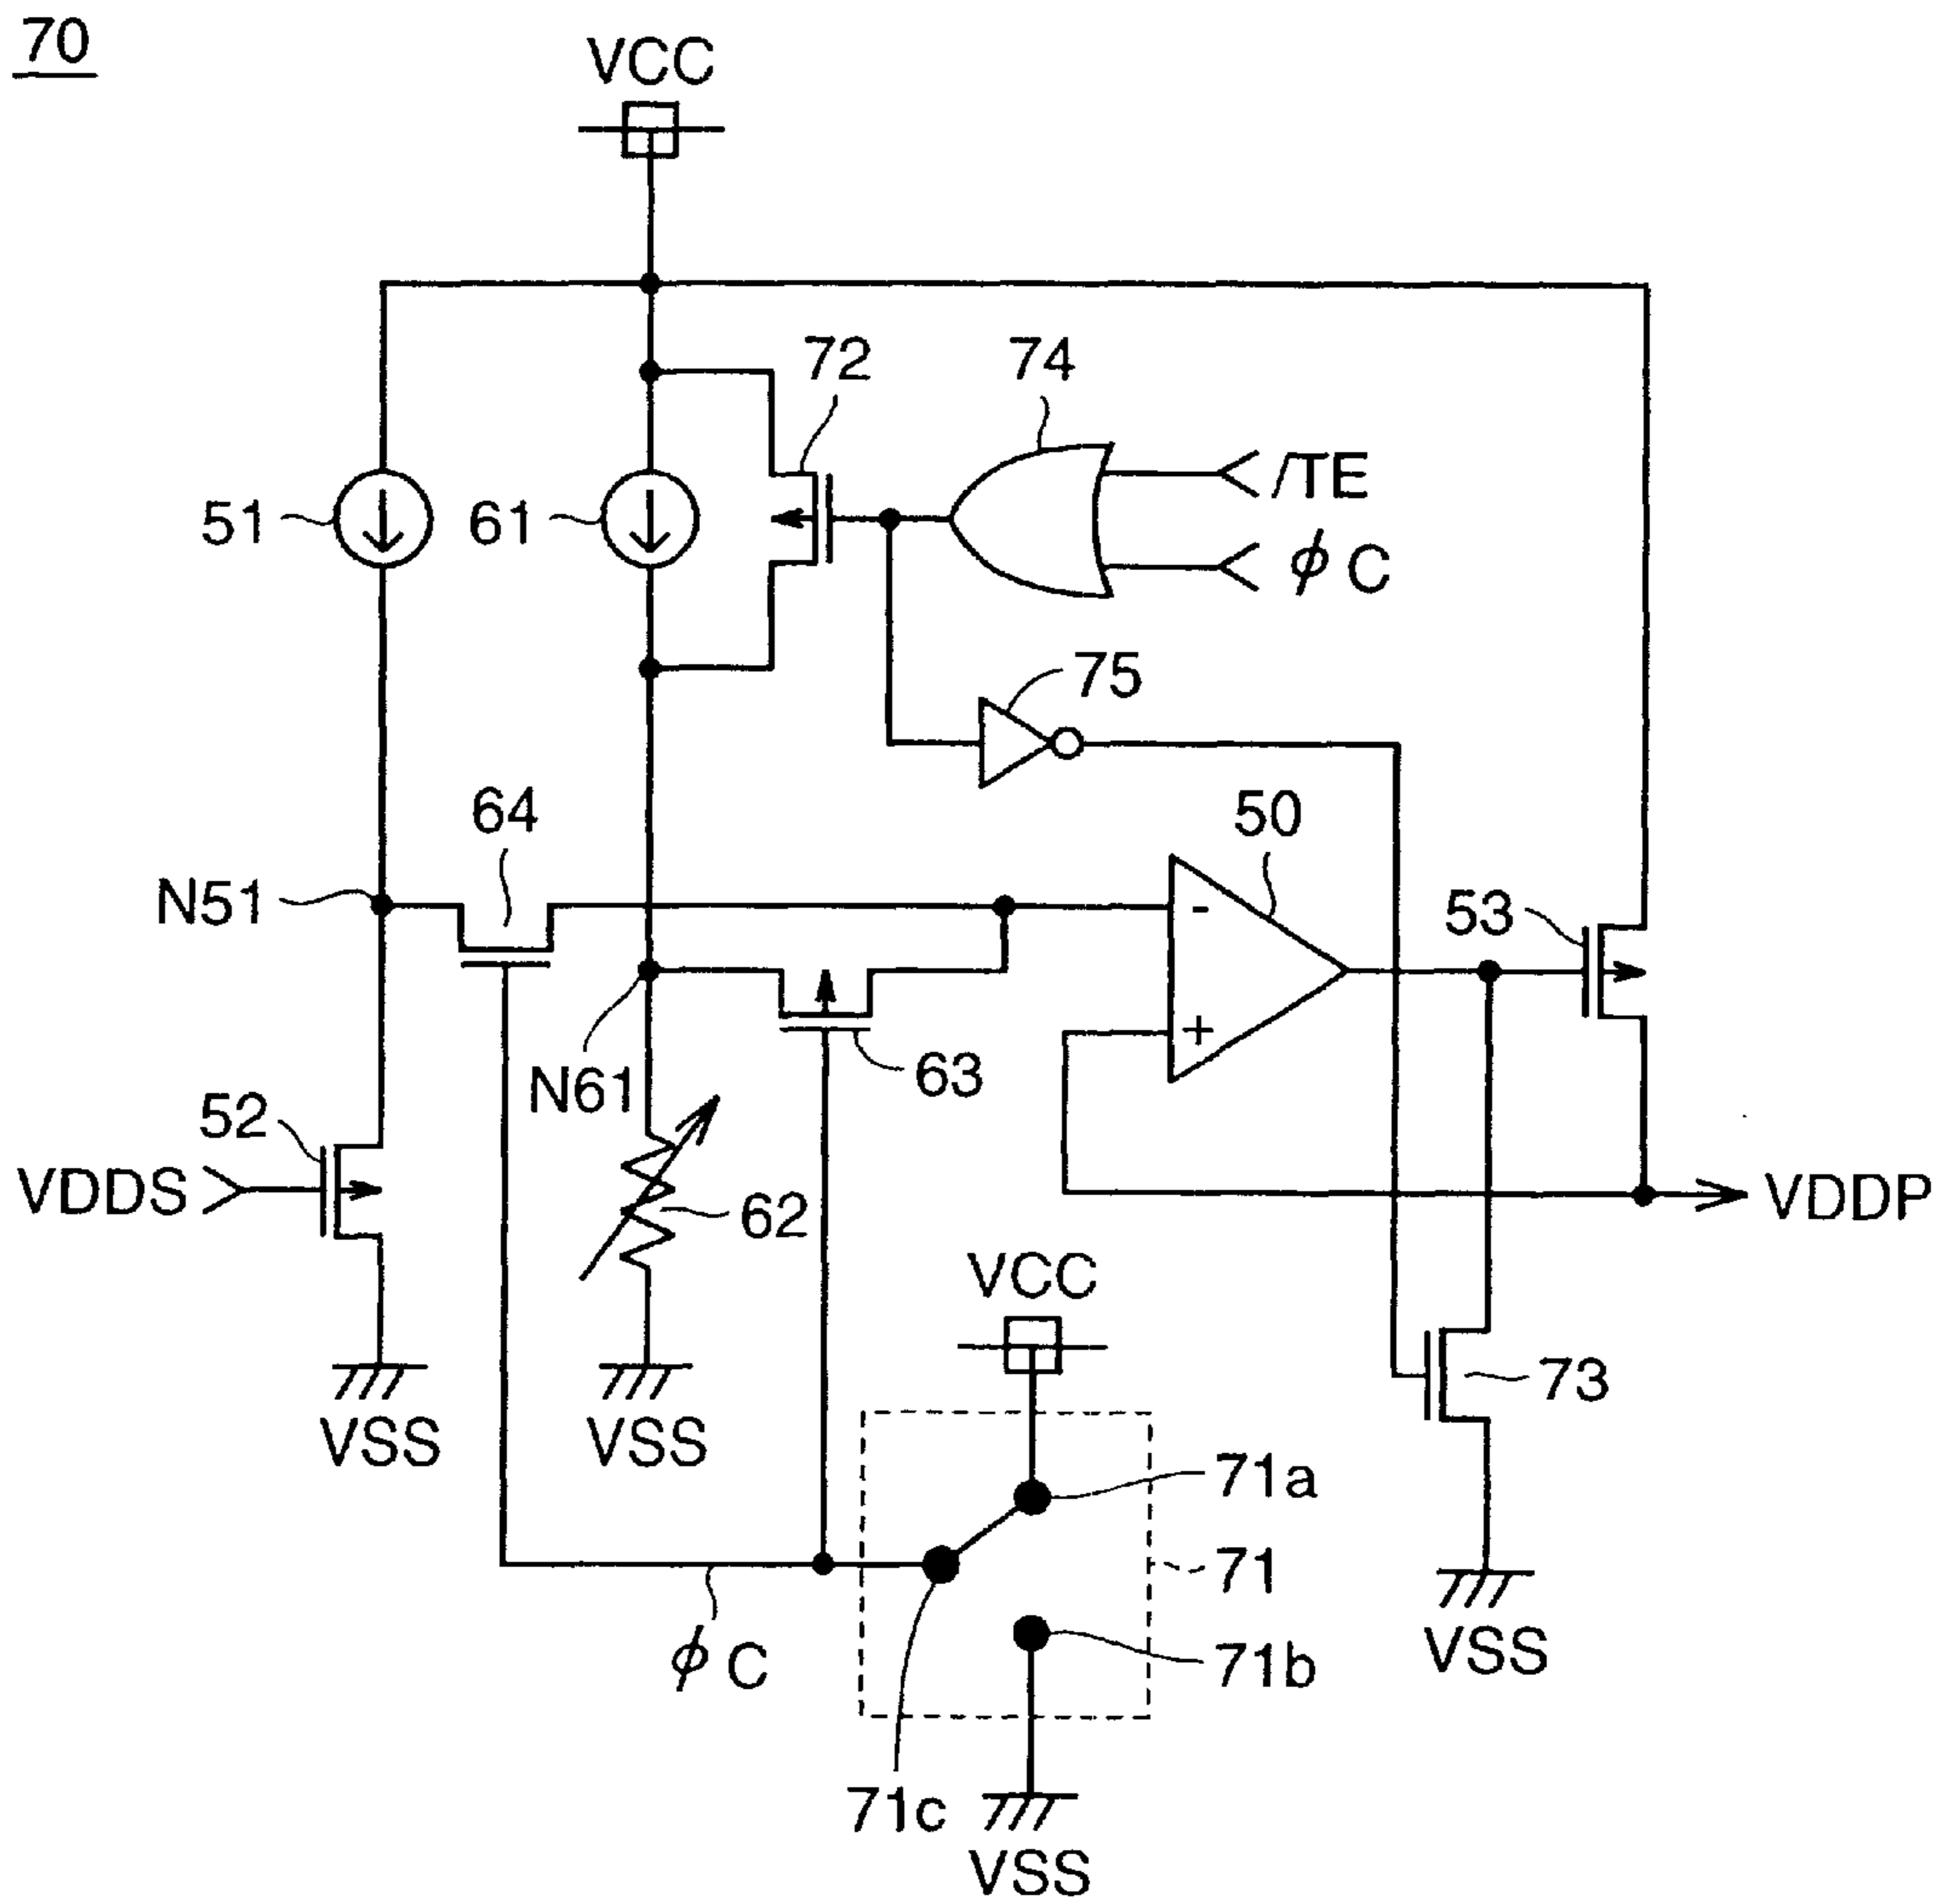 70
VCC
72
74
/TE
51
61
φC
75
64
50
N51
53
N61
63
52
VDDS
62
VDDP
VCC
73
VSS
VSS
71a
71
φC
71b
VSS
71c
VSS